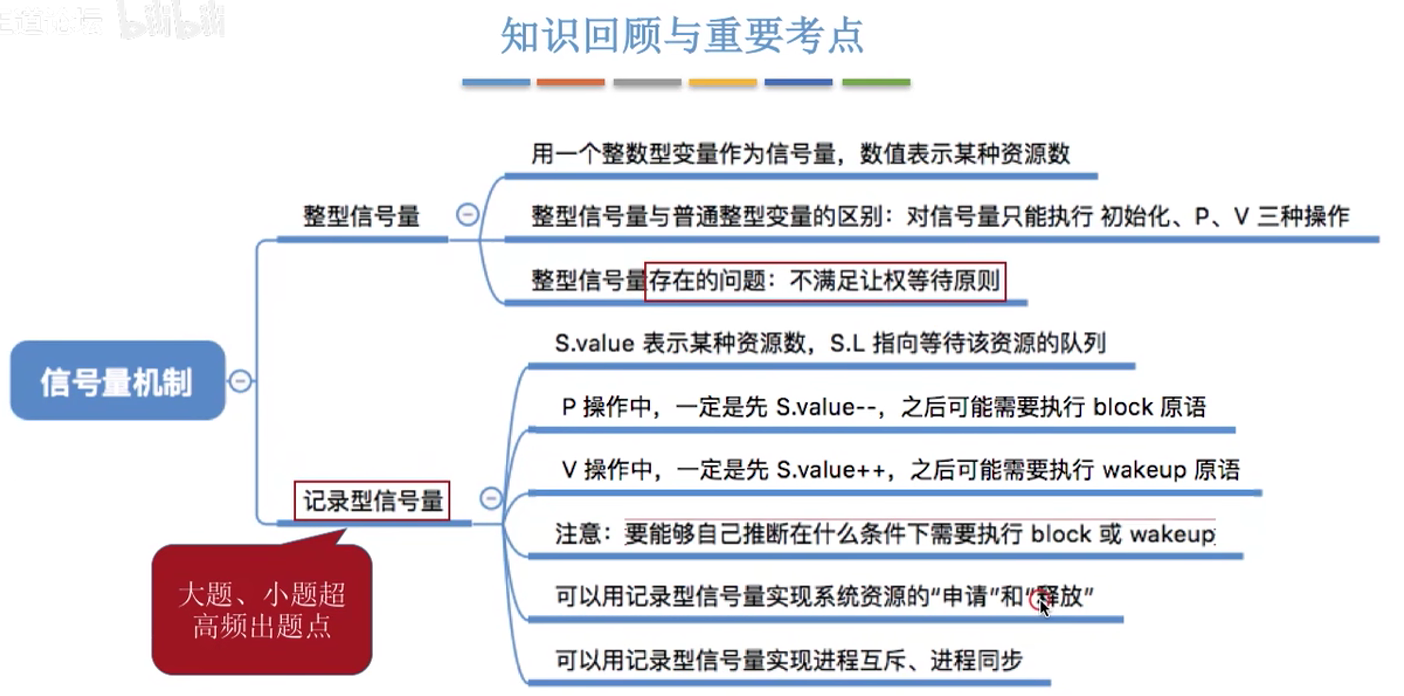 王道论坛 bilibili
知识回顾与重要考点
用一个整数型变量作为信号量，数值表示某种资源数
整型信号量
整型信号量与普通整型变量的区别：对信号量只能执行 初始化、P、V 三种操作
整型信号量存在的问题：不满足让权等待原则
信号量机制
S.value 表示某种资源数，S.L 指向等待该资源的队列
P 操作中，一定是先 S.value--，之后可能需要执行 block 原语
V 操作中，一定是先 S.value++，之后可能需要执行 wakeup 原语
记录型信号量
注意：要能够自己推断在什么条件下需要执行 block 或 wakeup
可以用记录型信号量实现系统资源的“申请”和“释放”
可以用记录型信号量实现进程互斥、进程同步
大题、小题超
高频出题点